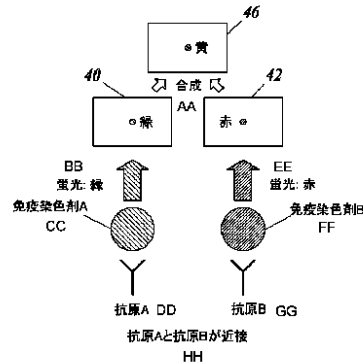 46
黄
40
42
合成
AA
緑
赤
BB
EE
蛍光: 緑
蛍光: 赤
免疫染色剤A
免疫染色剤B
CC
FF
抗原A DD
抗原B GG
抗原Aと抗原Bが近接
HH